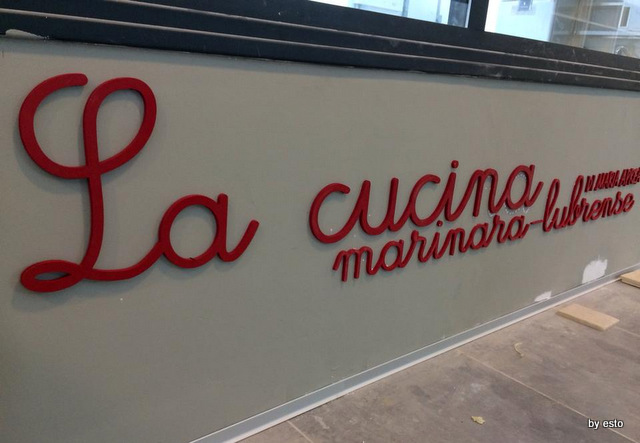 La cucina
marinara-lubrense
by esto